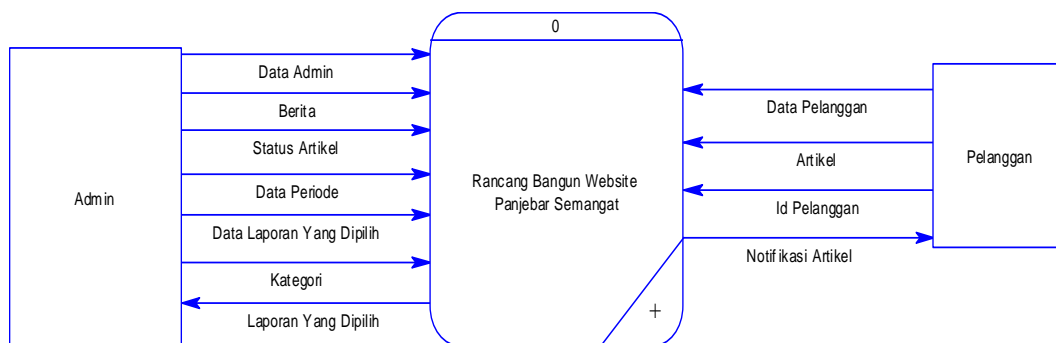 0
Data Admin
Berita
Status Artikel
Data Periode
Data Laporan Yang Dipilih
Kategori
Laporan Yang Dipilih
Admin
Rancang Bangun Website
Panjebar Semangat
+
Data Pelanggan
Artikel
Id Pelanggan
Notifikasi Artikel
Pelanggan